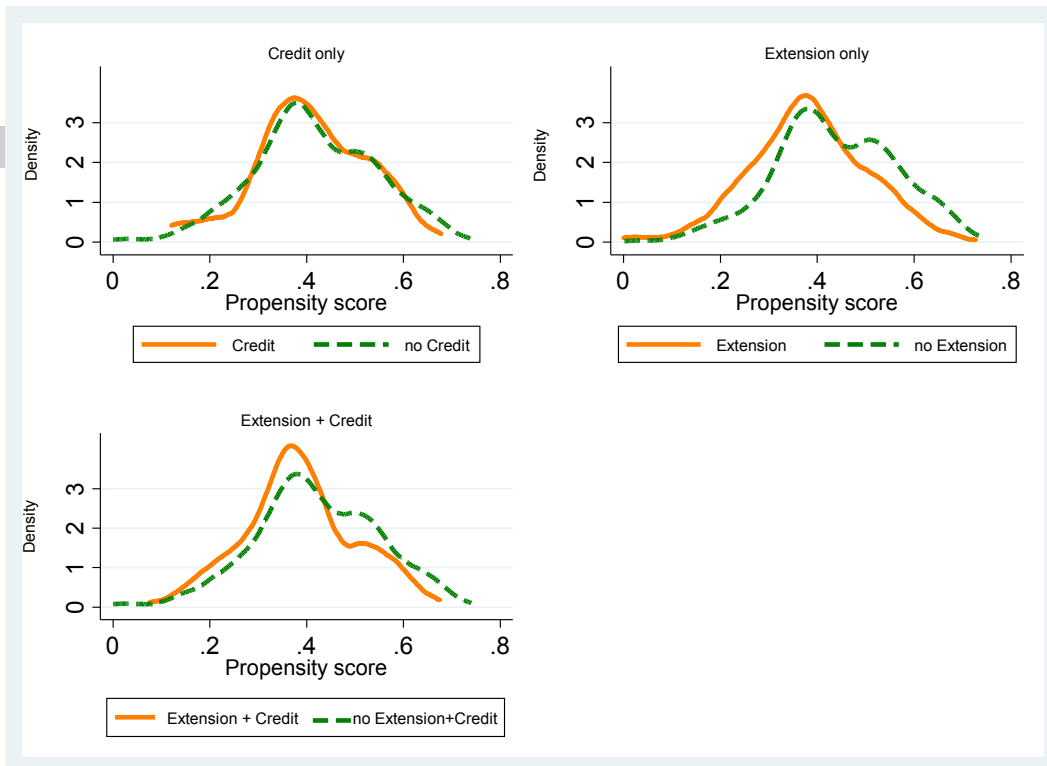 Credit only
Density
0
1
2
3
0 .2 .4 .6 .8
Propensity score
Credit no Credit
Extension only
Density
0
1
2
3
0 .2 .4 .6 .8
Propensity score
Extension no Extension
Extension + Credit
Density
0
1
2
3
0 .2 .4 .6 .8
Propensity score
Extension + Credit no Extension+Credit